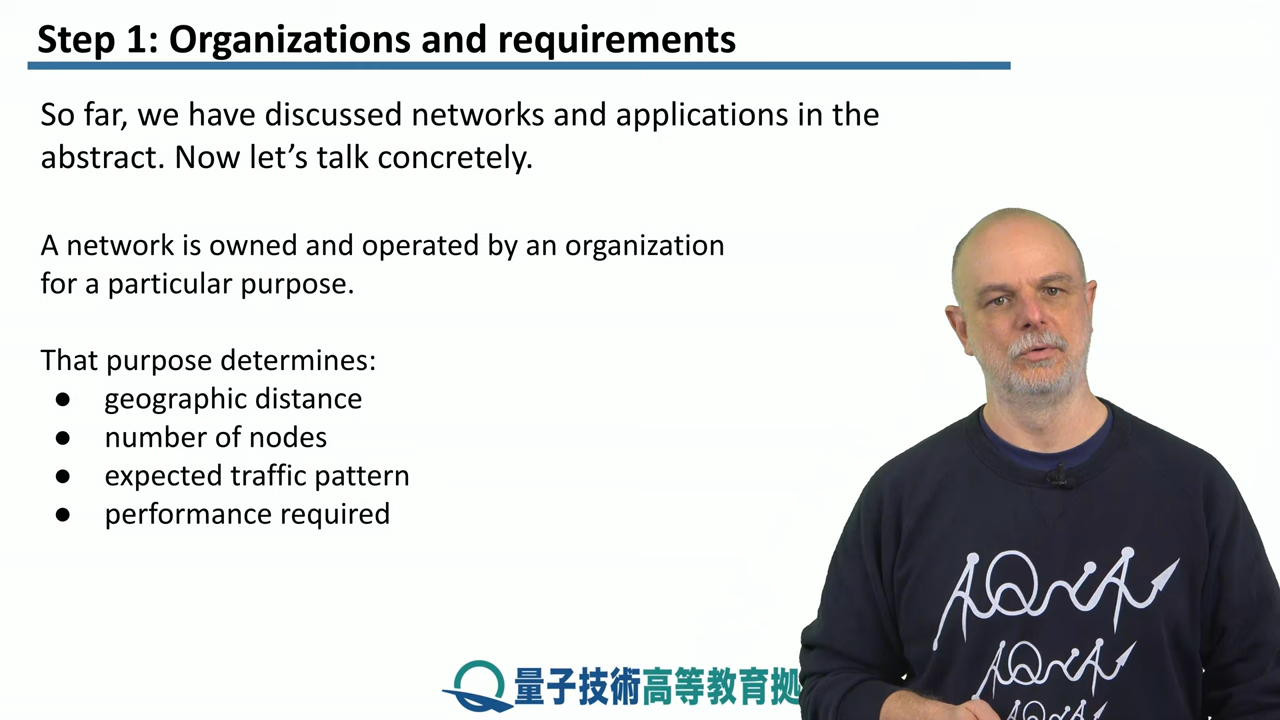 Step 1: Organizations and requirements
So far, we have discussed networks and applications in the
abstract. Now let’s talk concretely.
A network is owned and operated by an organization
for a particular purpose.
That purpose determines:
● geographic distance
● number of nodes
● expected traffic pattern
● performance required
量子技術高等教育拠